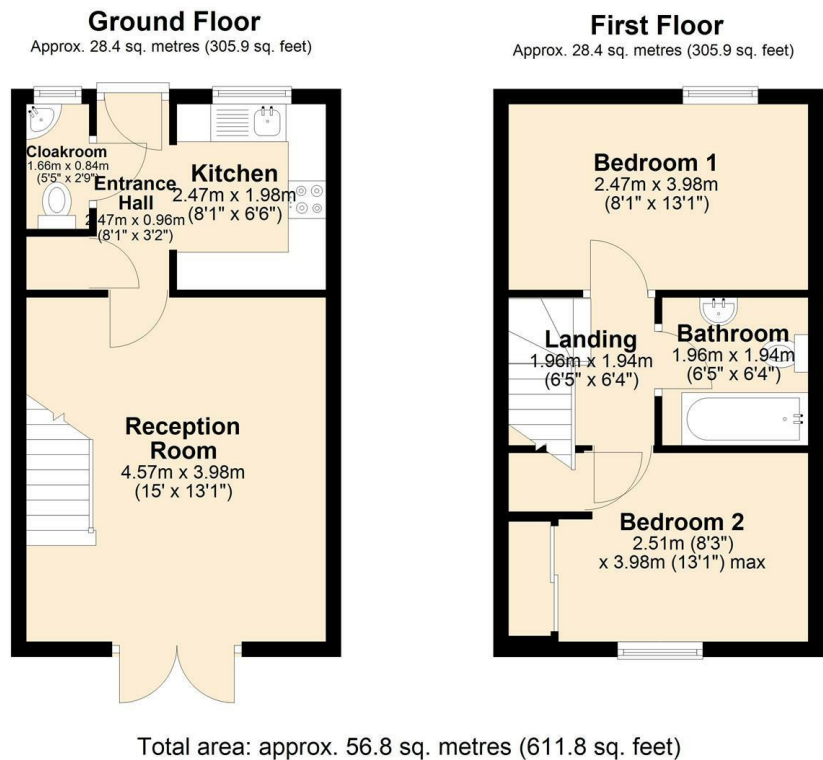 Ground Floor
Approx. 28.4 sq. metres (305.9 sq. feet)
Cloakroom
1.66m x 0.84m
(5'5" x 2'9")
Entrance
Hall
2.47m x 0.96m
(8'1" x 3'2")
Kitchen
2.47m x 1.98m
(8'1" x 6'6")
Reception
Room
4.57m x 3.98m
(15' x 13'1")
First Floor
Approx. 28.4 sq. metres (305.9 sq. feet)
Bedroom 1
2.47m x 3.98m
(8'1" x 13'1")
Landing
1.96m x 1.94m
(6'5" x 6'4")
Bathroom
1.96m x 1.94m
(6'5" x 6'4")
Bedroom 2
2.51m (8'3")
x 3.98m (13'1") max
Total area: approx. 56.8 sq. metres (611.8 sq. feet)